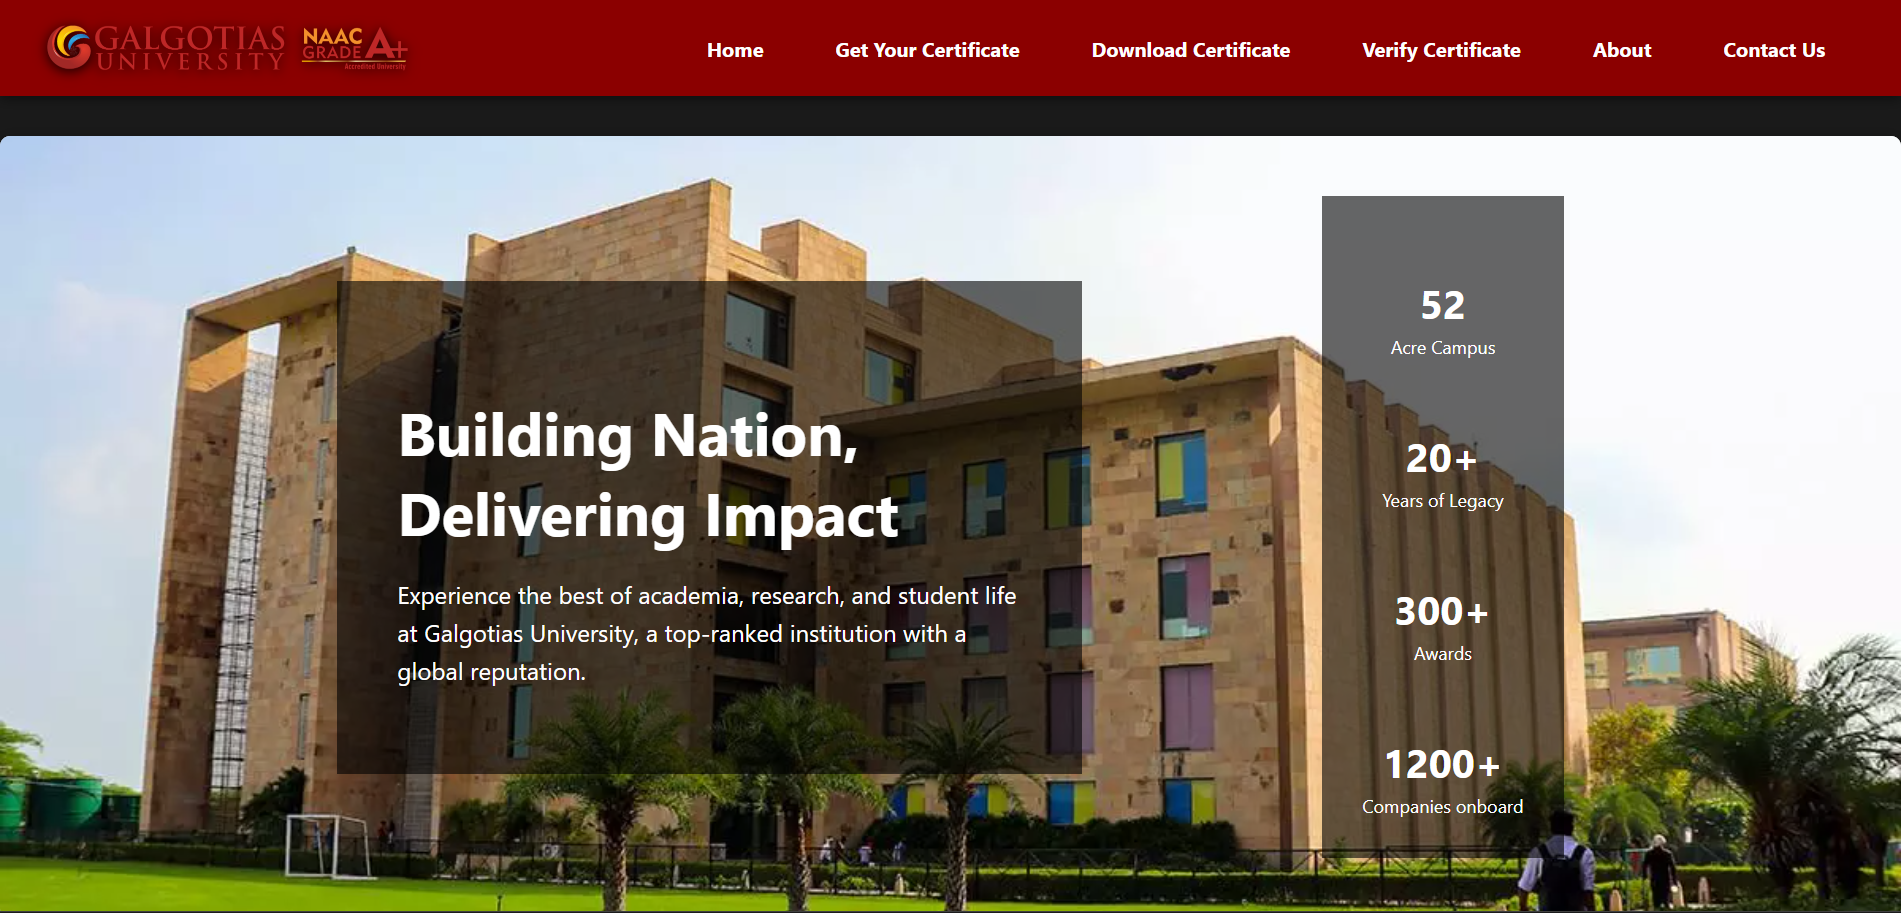 GALGOTIAS
UNIVERSITY
NAAC
GRADE A+
Accredited University
Home
Get Your Certificate
Download Certificate
Verify Certificate
About
Contact Us
Building Nation,
Delivering Impact
Experience the best of academia, research, and student life
at Galgotias University, a top-ranked institution with a
global reputation.
52
Acre Campus
20+
Years of Legacy
300+
Awards
1200+
Companies onboard